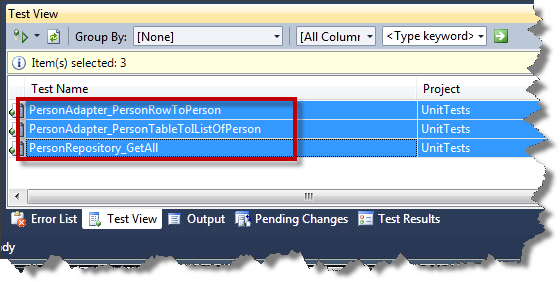 Test View
Group By: [None] [All Column <Type keyword>
Item(s) selected: 3
Test Name Project
PersonAdapter_PersonRowToPerson UnitTests
PersonAdapter_PersonTableToIListOfPerson UnitTests
PersonRepository_GetAll UnitTests
Error List Test View Output Pending Changes Test Results
dy